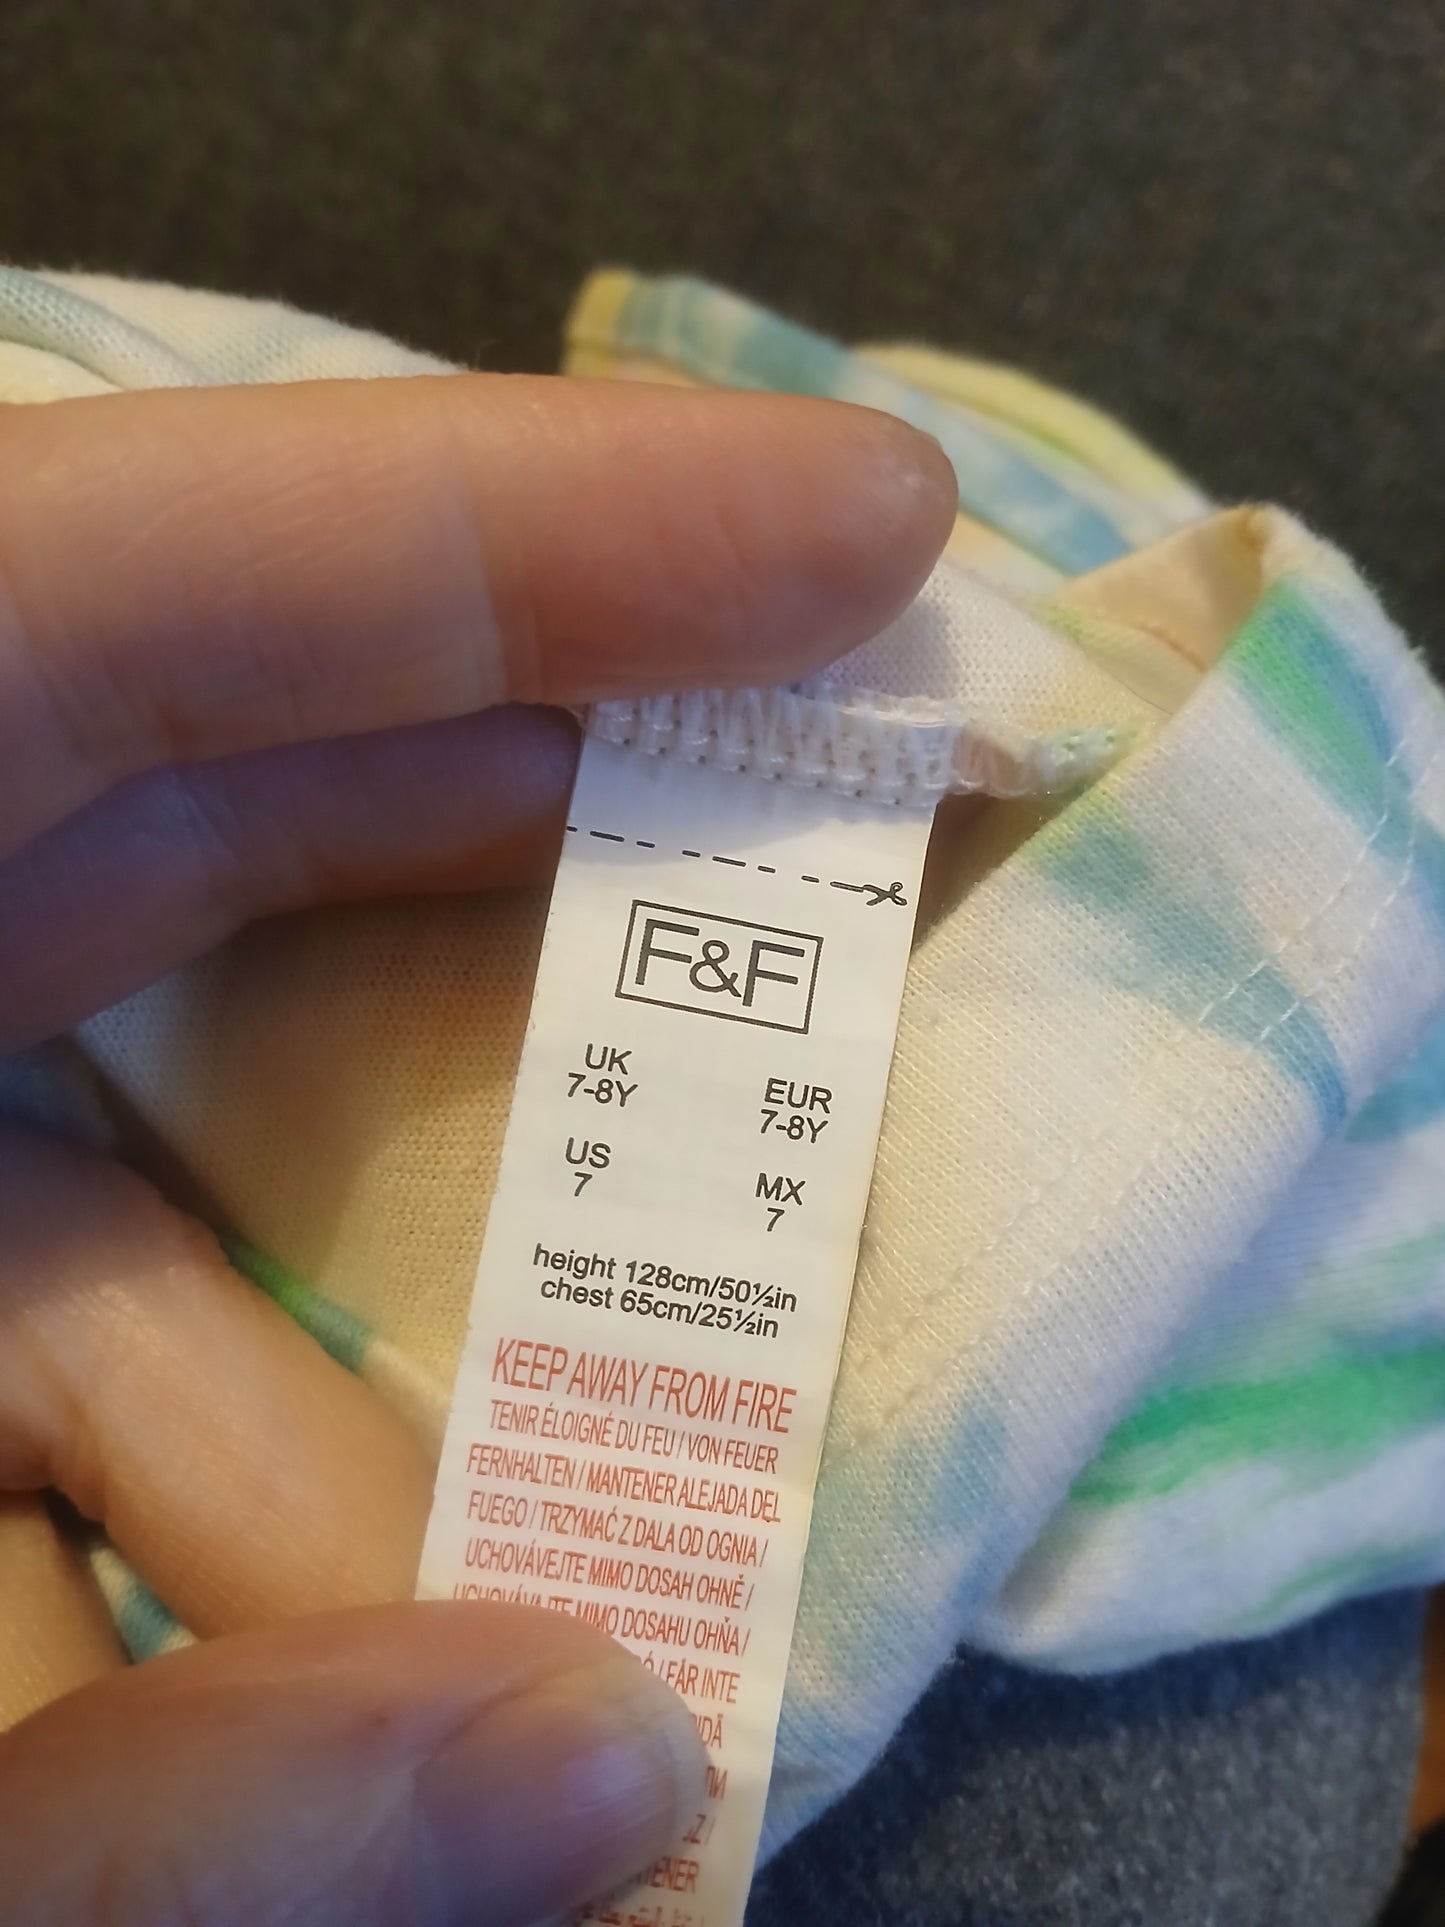 F&F
UK
7-8Y
EUR
7-8Y
US
7
MX
7
height 128cm/50½in
chest 65cm/25½in
KEEP AWAY FROM FIRE
TENIR ÉLOIGNÉ DU FEU / VON FEUER
FERNHALTEN / MANTENER ALEJADA DEL
FUEGO / TRZYMAĆ Z DALA OD OGNIA /
UCHOVÁVEJTE MIMO DOSAH OHNĚ /
MIMO DOSAHU OHŇA /
/ FÅR INTE